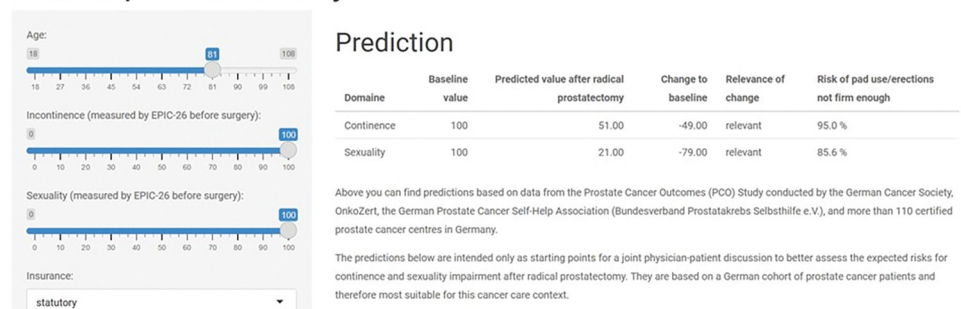 Age:
18 81 108
18 27 36 45 54 63 72 81 90 99 108
Incontinence (measured by EPIC-26 before surgery):
0 100
0 10 20 30 40 50 60 70 80 90 100
Sexuality (measured by EPIC-26 before surgery):
0 100
0 10 20 30 40 50 60 70 80 90 100
Insurance:
statutory
Prediction
Baseline Predicted value after radical Change to Relevance of Risk of pad use/erections
Domaine value prostatectomy baseline change not firm enough
Continence 100 51.00 -49.00 relevant 95.0 %
Sexuality 100 21.00 -79.00 relevant 85.6 %
Above you can find predictions based on data from the Prostate Cancer Outcomes (PCO) Study conducted by the German Cancer Society,
OnkoZert, the German Prostate Cancer Self-Help Association (Bundesverband Prostatakrebs Selbsthilfe e.V.), and more than 110 certified
prostate cancer centres in Germany.
The predictions below are intended only as starting points for a joint physician-patient discussion to better assess the expected risks for
continence and sexuality impairment after radical prostatectomy. They are based on a German cohort of prostate cancer patients and
therefore most suitable for this cancer care context.